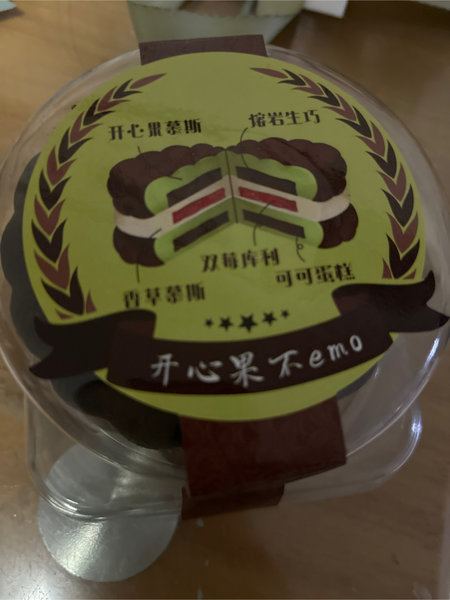 开心果慕斯
熔岩生巧
双莓库利
可可蛋糕
香草慕斯
开心果不emo